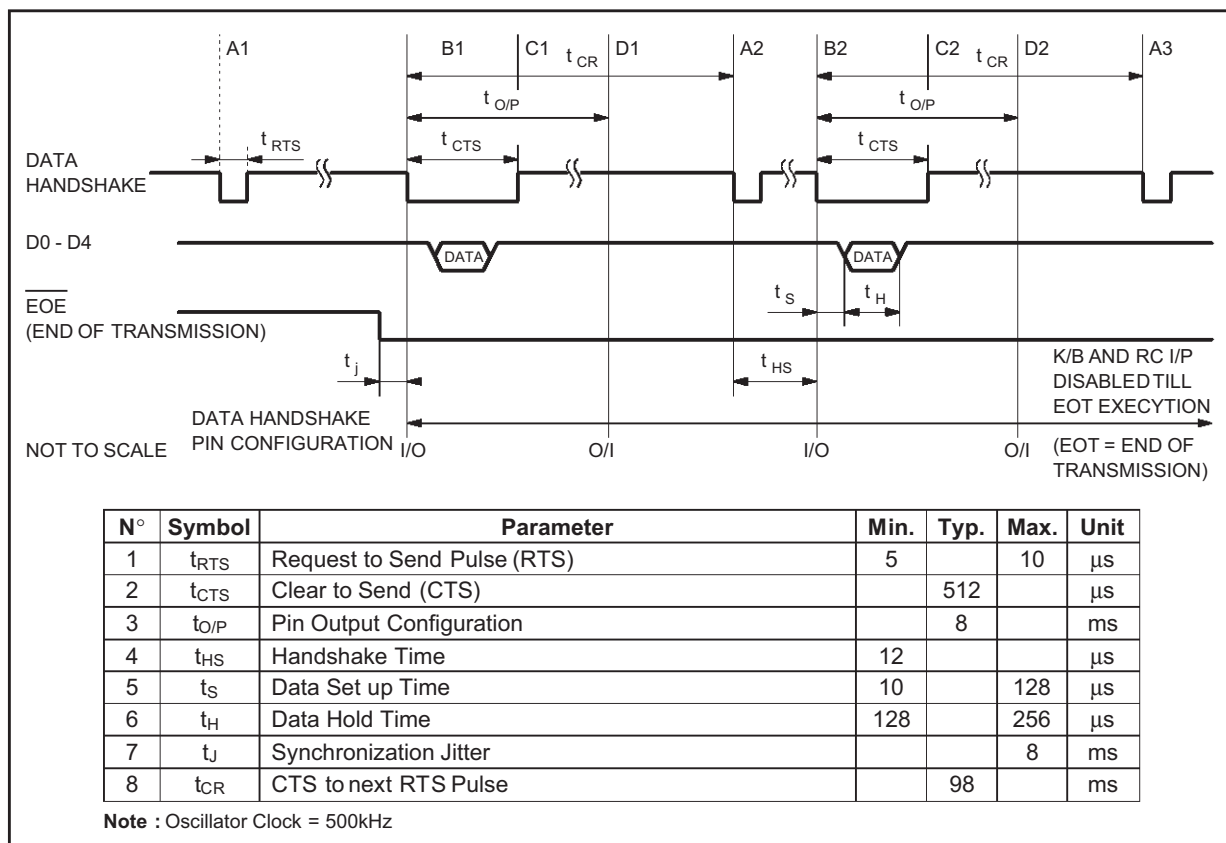 A1 B1 C1 D1 A2 B2 C2 D2 A3
t CR t CR
t O/P t O/P
t RTS t CTS t CTS
DATA
HANDSHAKE
D0 - D4
DATA DATA
t S t H
EOE
(END OF TRANSMISSION)
t j t HS
K/B AND RC I/P
DISABLED TILL
EOT EXECYTION
DATA HANDSHAKE
PIN CONFIGURATION
NOT TO SCALE I/O O/I I/O O/I
(EOT = END OF
TRANSMISSION)
N° Symbol Parameter Min. Typ. Max. Unit
1 tRTS Request to Send Pulse (RTS) 5 10 µs
2 tCTS Clear to Send (CTS) 512 µs
3 tO/P Pin Output Configuration 8 ms
4 tHS Handshake Time 12 µs
5 tS Data Set up Time 10 128 µs
6 tH Data Hold Time 128 256 µs
7 tJ Synchronization Jitter 8 ms
8 tCR CTS to next RTS Pulse 98 ms
Note : Oscillator Clock = 500kHz